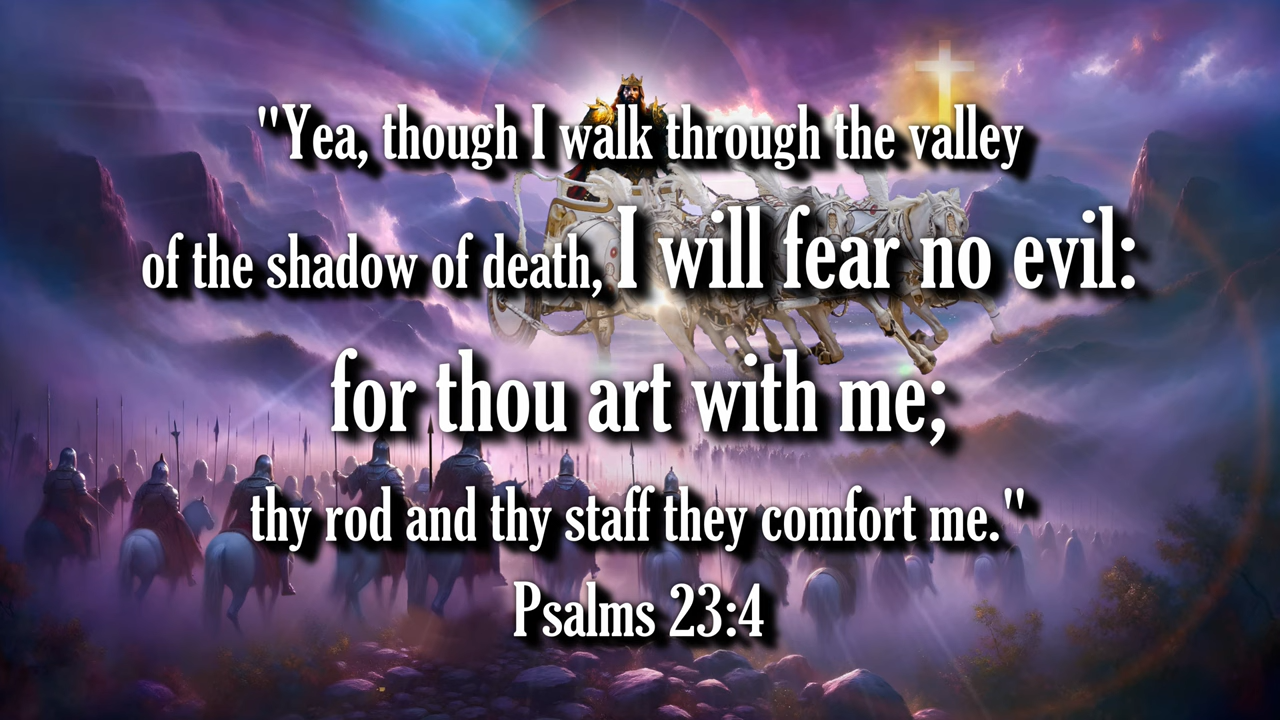 "Yea, though I walk through the valley
of the shadow of death, I will fear no evil:
for thou art with me;
thy rod and thy staff they comfort me."
Psalms 23:4